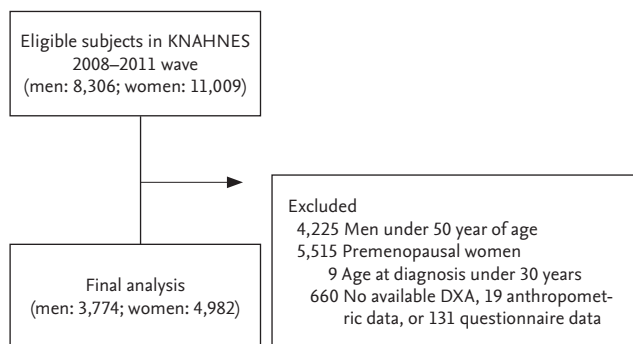 Eligible subjects in KNAHNES
2008–2011 wave
(men: 8,306; women: 11,009)
Excluded
4,225 Men under 50 year of age
5,515 Premenopausal women
9 Age at diagnosis under 30 years
660 No available DXA, 19 anthropomet-
ric data, or 131 questionnaire data
Final analysis
(men: 3,774; women: 4,982)